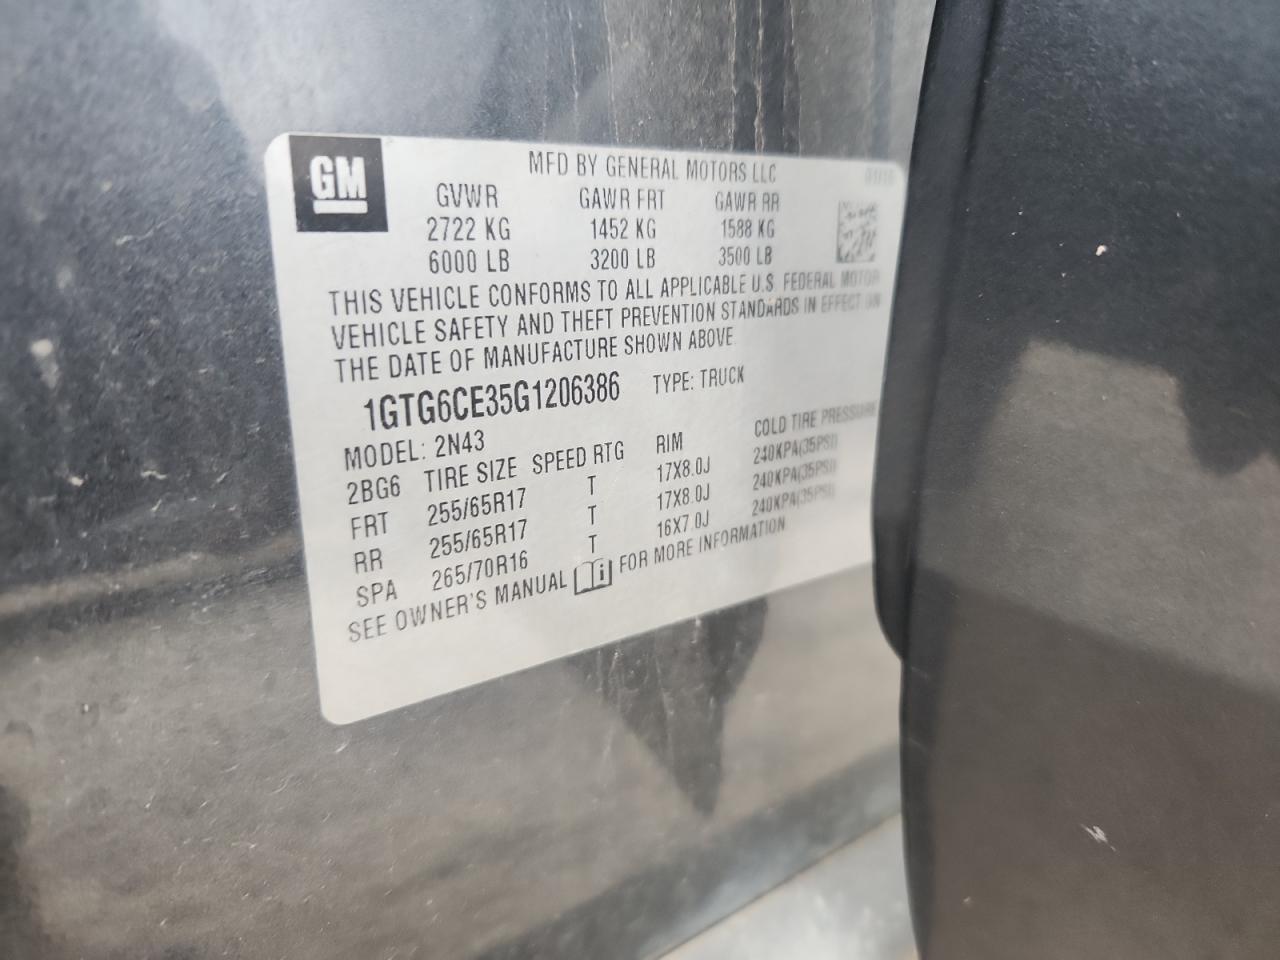 GM
MFD BY GENERAL MOTORS LLC
GVWR GAWR FRT GAWR RR
2722 KG 1452 KG 1588 KG
6000 LB 3200 LB 3500 LB
THIS VEHICLE CONFORMS TO ALL APPLICABLE U.S. FEDERAL MOTOR
VEHICLE SAFETY AND THEFT PREVENTION STANDARDS IN EFFECT ON
THE DATE OF MANUFACTURE SHOWN ABOVE.
1GTG6CE35G1206386 TYPE: TRUCK
MODEL: 2N43
2BG6 TIRE SIZE SPEED RTG RIM COLD TIRE PRESSURE
FRT 255/65R17 T 17X8.0J 240KPA(35PSI)
RR 255/65R17 T 17X8.0J 240KPA(35PSI)
SPA 265/70R16 T 16X7.0J 240KPA(35PSI)
SEE OWNER'S MANUAL FOR MORE INFORMATION